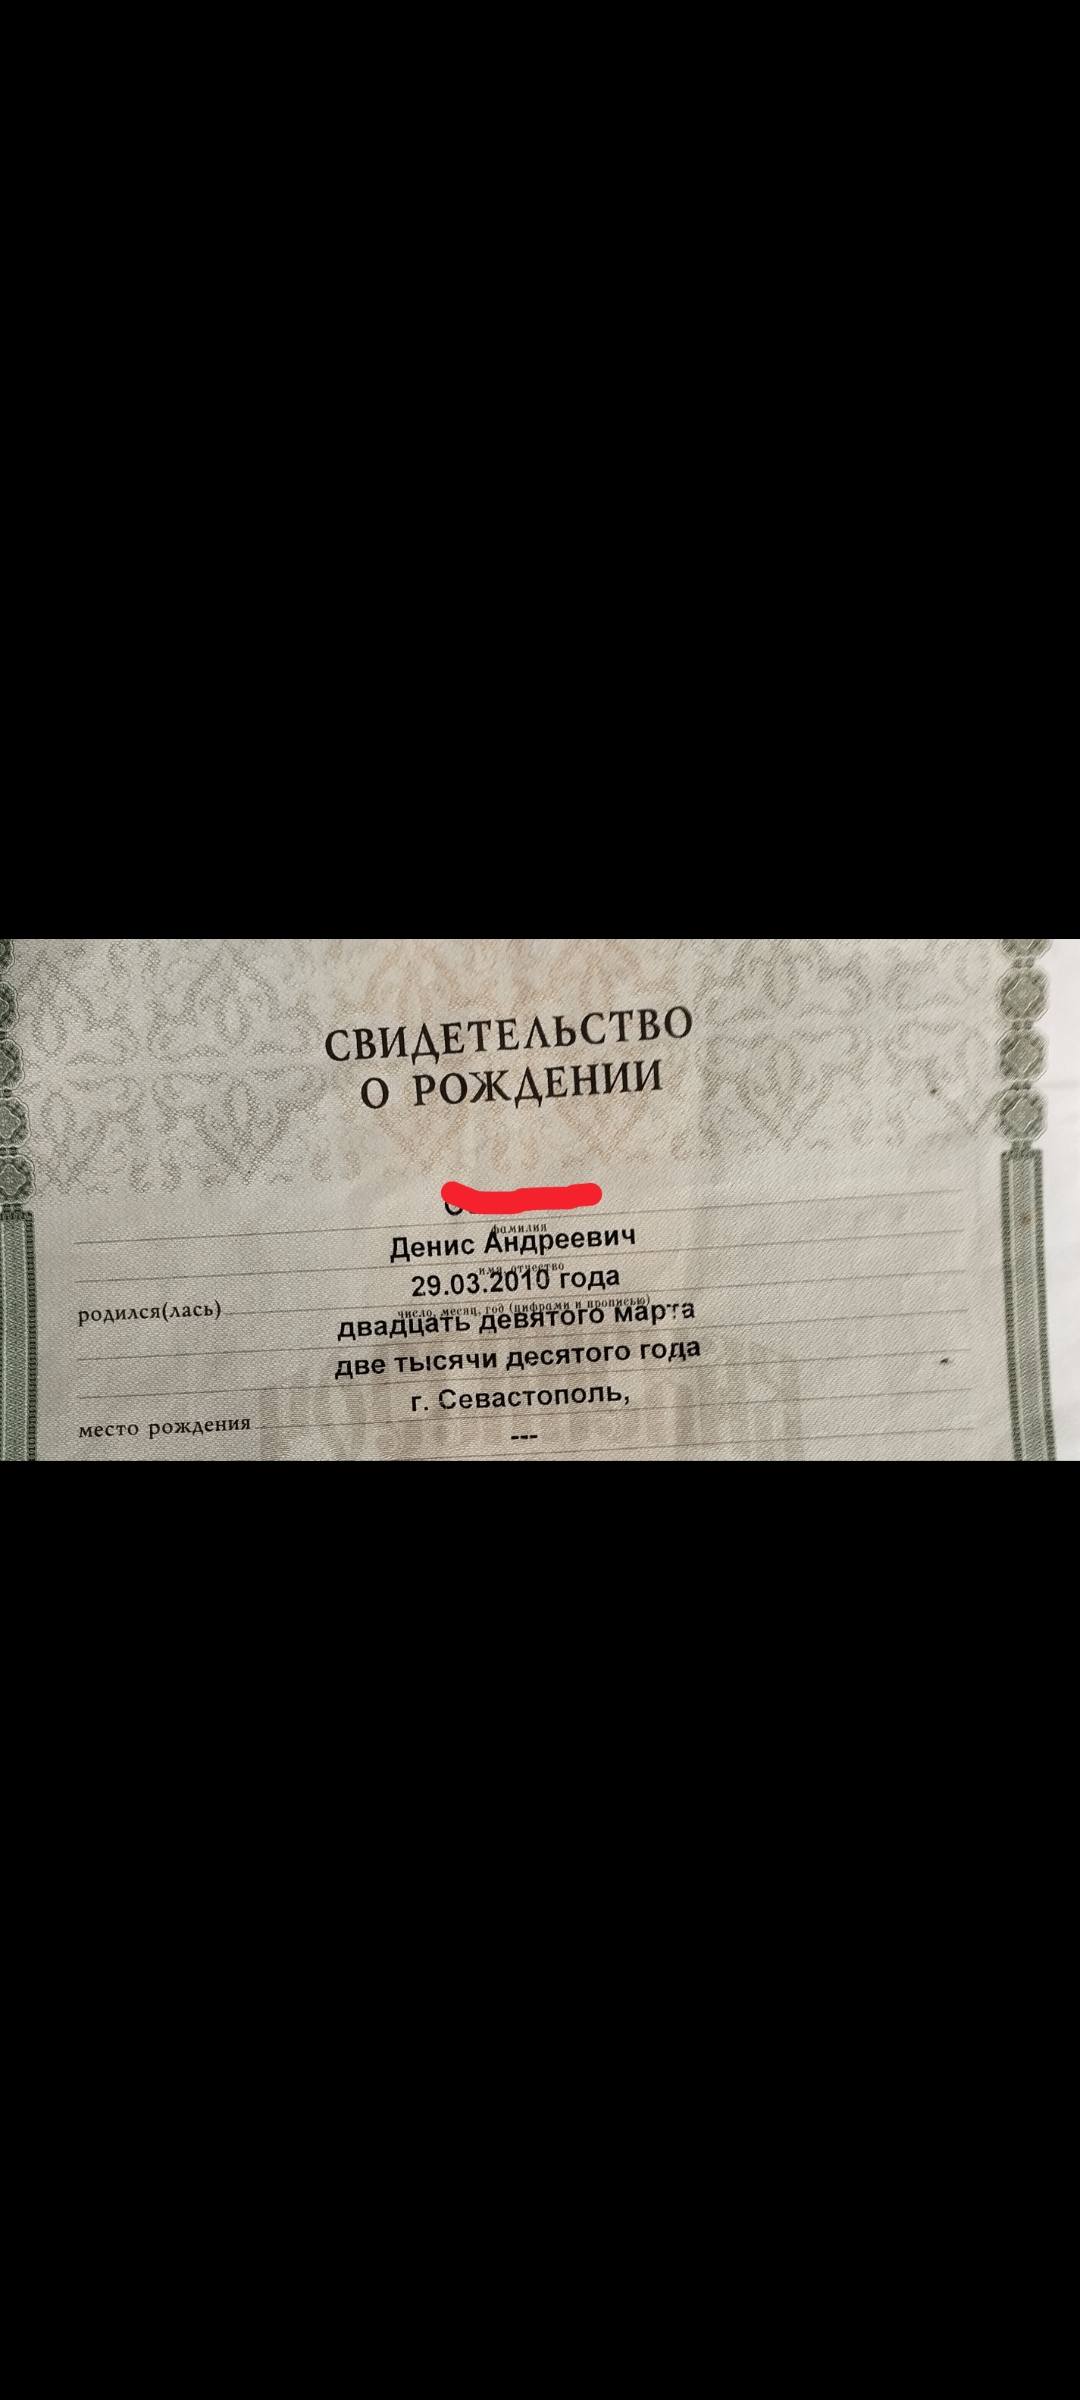 СВИДЕТЕЛЬСТВО
О РОЖДЕНИИ
фамилия
Денис Андреевич
имя, отчество
родился(лась) 29.03.2010 года
число, месяц, год (цифрами и прописью)
двадцать девятого марта
две тысячи десятого года
место рождения г. Севастополь,
---